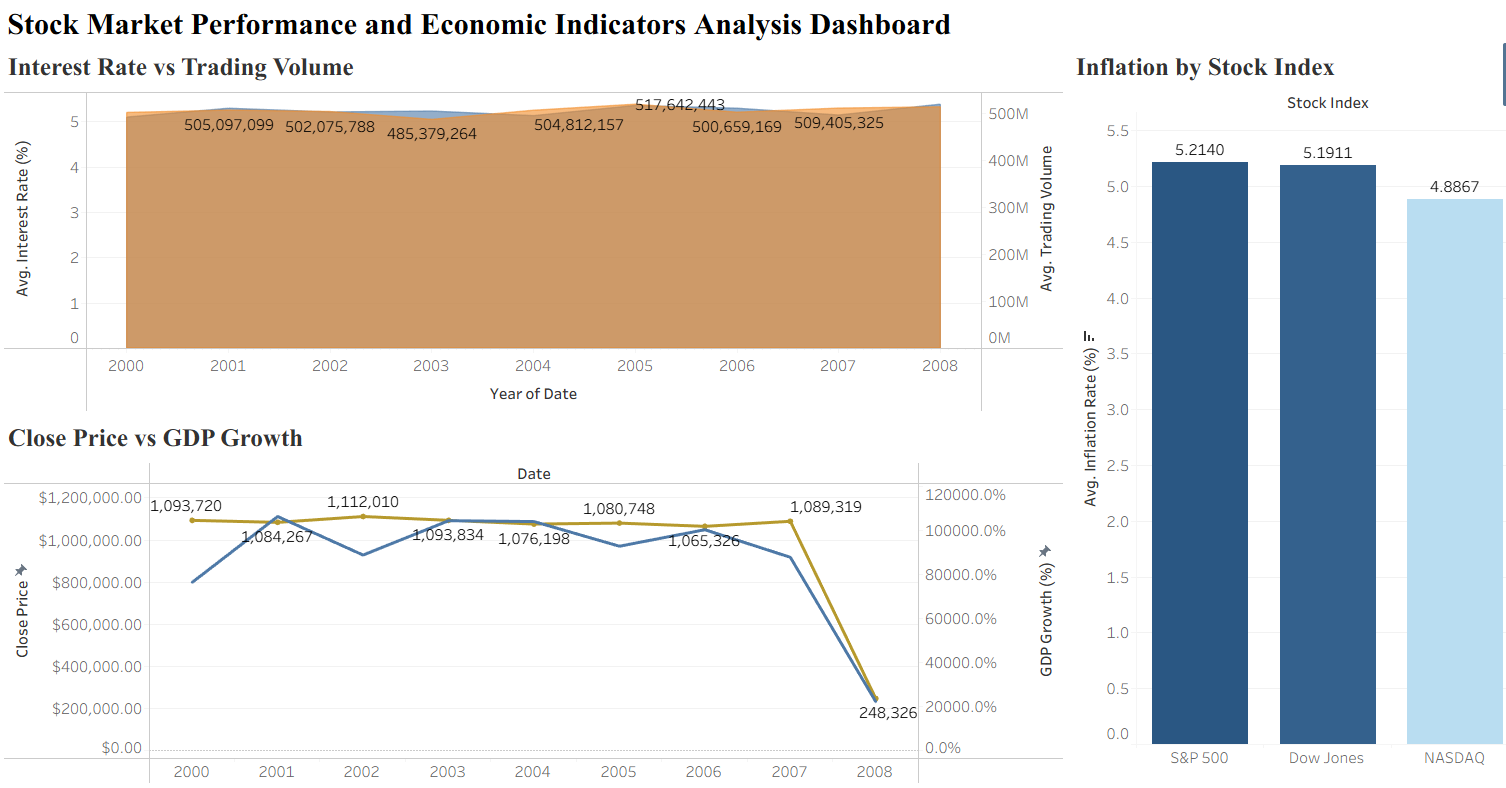 Stock Market Performance and Economic Indicators Analysis Dashboard
Interest Rate vs Trading Volume
Avg. Interest Rate (%)
5
4
3
2
1
0
505,097,099
502,075,788
485,379,264
504,812,157
517,642,443
500,659,169
509,405,325
500M
400M
300M
200M
100M
0M
Avg. Trading Volume
2000 2001 2002 2003 2004 2005 2006 2007 2008
Year of Date
Close Price vs GDP Growth
Date
Close Price
$1,200,000.00
$1,000,000.00
$800,000.00
$600,000.00
$400,000.00
$200,000.00
$0.00
1,093,720
1,084,267
1,112,010
1,093,834
1,076,198
1,080,748
1,065,326
1,089,319
248,326
120000.0%
100000.0%
80000.0%
60000.0%
40000.0%
20000.0%
0.0%
GDP Growth (%)
2000 2001 2002 2003 2004 2005 2006 2007 2008
Inflation by Stock Index
Stock Index
Avg. Inflation Rate (%)
5.5
5.0
4.5
4.0
3.5
3.0
2.5
2.0
1.5
1.0
0.5
0.0
5.2140
5.1911
4.8867
S&P 500 Dow Jones NASDAQ